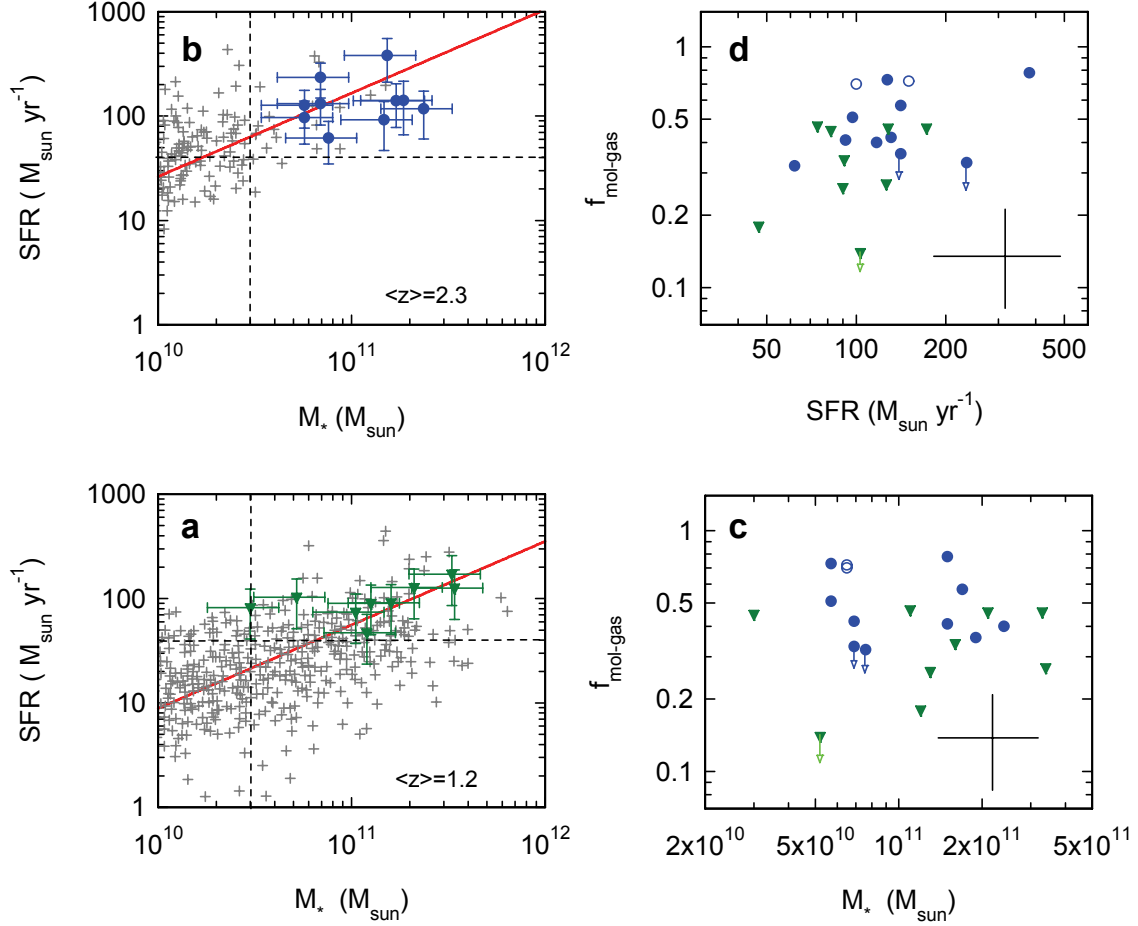 b
1000
100
10
1
SFR ( M_sun yr^-1)
<z>=2.3
10^10
10^11
10^12
M_* (M_sun)
d
1
0.5
0.2
0.1
f_mol-gas
50
100
200
500
SFR (M_sun yr^-1)
a
1000
100
10
1
SFR ( M_sun yr^-1)
<z>=1.2
10^10
10^11
10^12
M_* (M_sun)
c
1
0.5
0.2
0.1
f_mol-gas
2x10^10
5x10^10
10^11
2x10^11
5x10^11
M_* (M_sun)